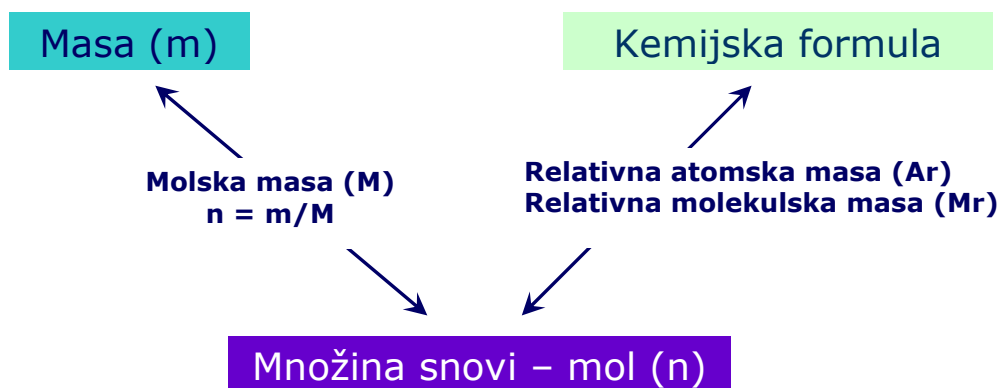 Masa (m)
Kemijska formula
Molska masa (M)
n = m/M
Relativna atomska masa (Ar)
Relativna molekulska masa (Mr)
Množina snovi – mol (n)